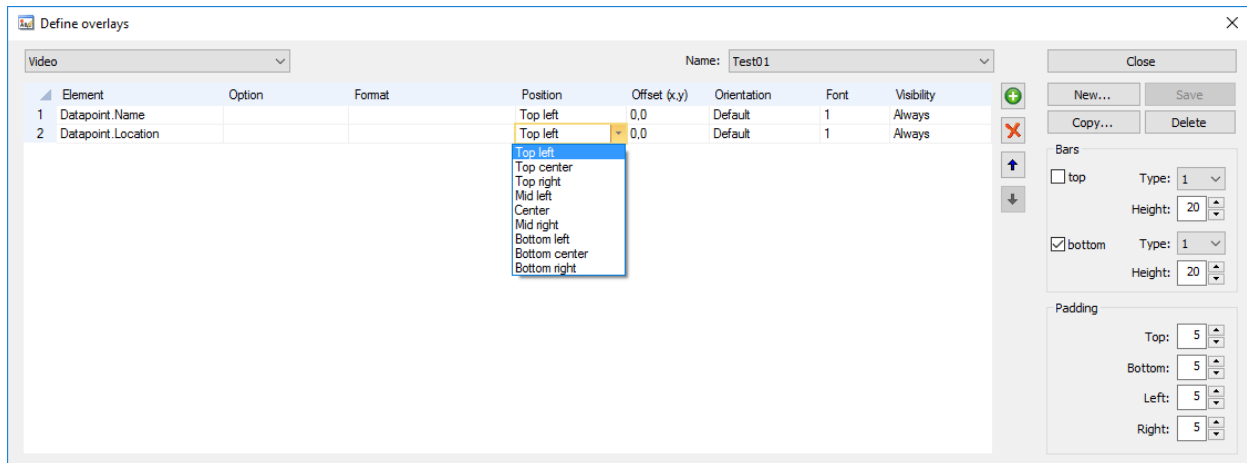 Define overlays
Video Name: Test01 Close
Element Option Format Position Offset (x,y) Orientation Font Visibility
1 Datapoint.Name Top left 0,0 Default 1 Always
2 Datapoint.Location Top left 0,0 Default 1 Always
Top left
Top center
Top right
Mid left
Center
Mid right
Bottom left
Bottom center
Bottom right
New... Save
Copy... Delete
Bars
top Type: 1
Height: 20
bottom Type: 1
Height: 20
Padding
Top: 5
Bottom: 5
Left: 5
Right: 5